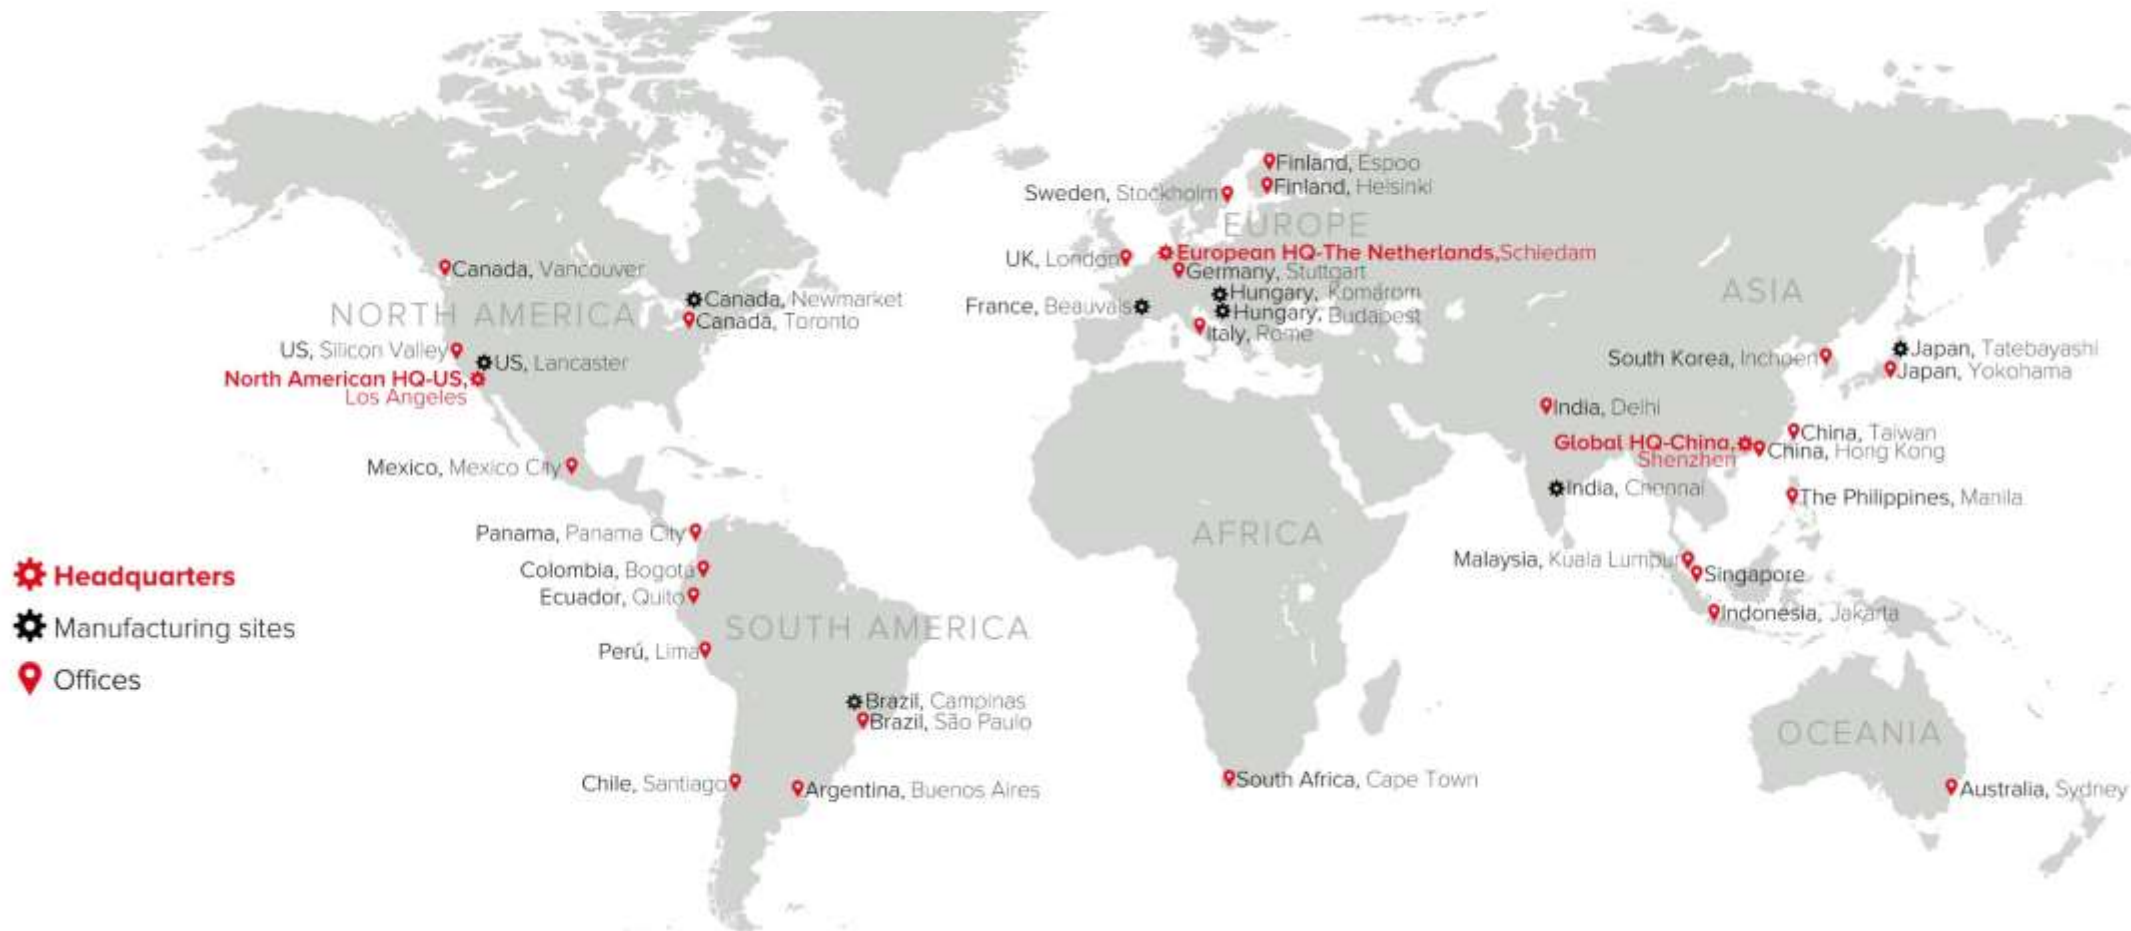 Finland, Espoo
Finland, Helsinki
Sweden, Stockholm
EUROPE
European HQ-The Netherlands, Schiedam
UK, London
Germany, Stuttgart
Canada, Vancouver
ASIA
Hungary, Komárom
Canada, Newmarket
France, Beauvais
Hungary, Budapest
NORTH AMERICA
Canada, Toronto
Italy, Rome
US, Silicon Valley
Japan, Tatebayashi
South Korea, Inchoen
US, Lancaster
Japan, Yokohama
North American HQ-US,
Los Angeles
India, Delhi
China, Taiwan
Global HQ-China,
Shenzhen
China, Hong Kong
Mexico, Mexico City
India, Chennai
The Philippines, Manila
Panama, Panama City
AFRICA
Malaysia, Kuala Lumpur
Singapore
Colombia, Bogotá
Headquarters
Ecuador, Quito
Indonesia, Jakarta
Manufacturing sites
SOUTH AMERICA
Perú, Lima
Offices
Brazil, Campinas
Brazil, São Paulo
OCEANIA
South Africa, Cape Town
Chile, Santiago
Argentina, Buenos Aires
Australia, Sydney